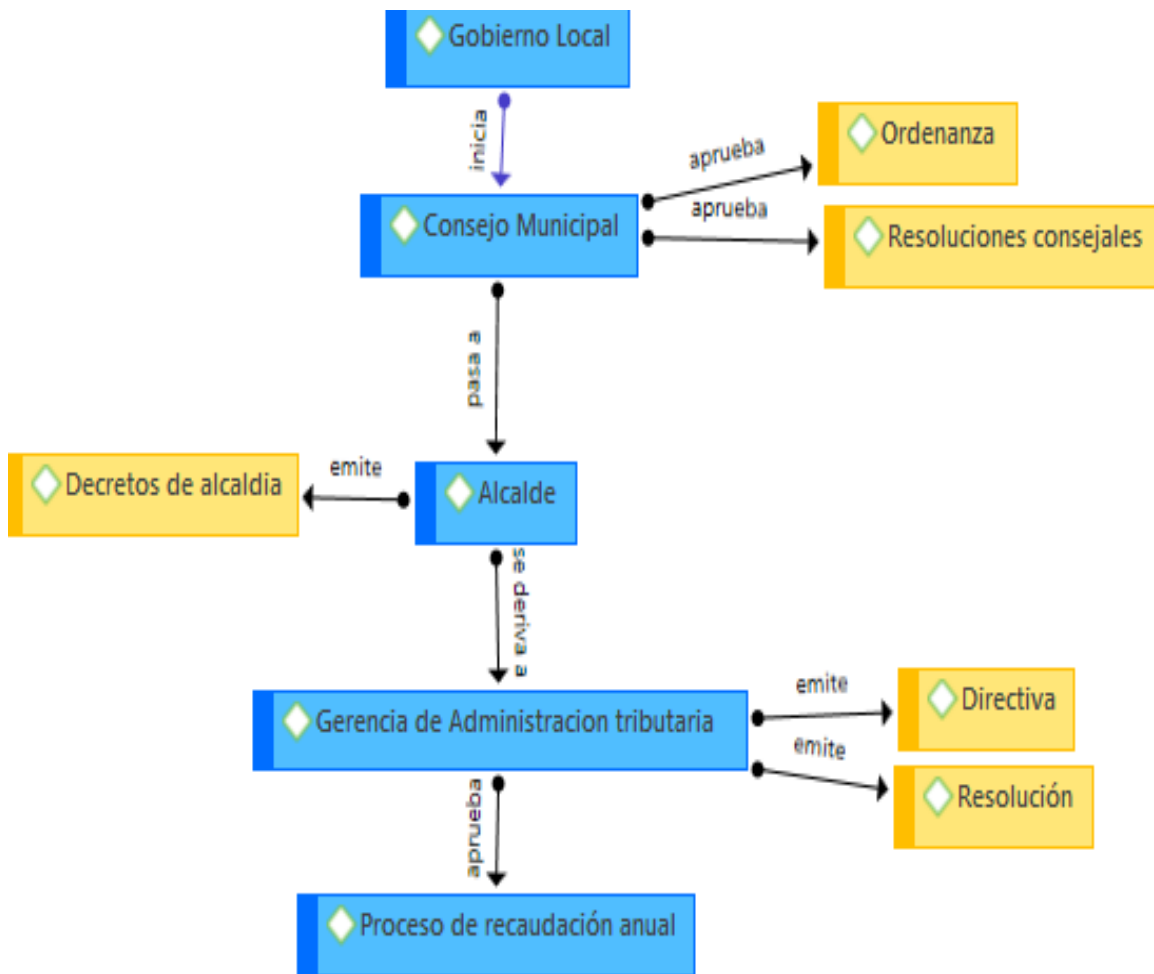 Gobierno Local
inicia
Consejo Municipal
aprueba
Ordenanza
aprueba
Resoluciones consejales
pasa a
Alcalde
emite
Decretos de alcaldia
se deriva a
Gerencia de Administracion tributaria
emite
Directiva
emite
Resolución
aprueba
Proceso de recaudación anual